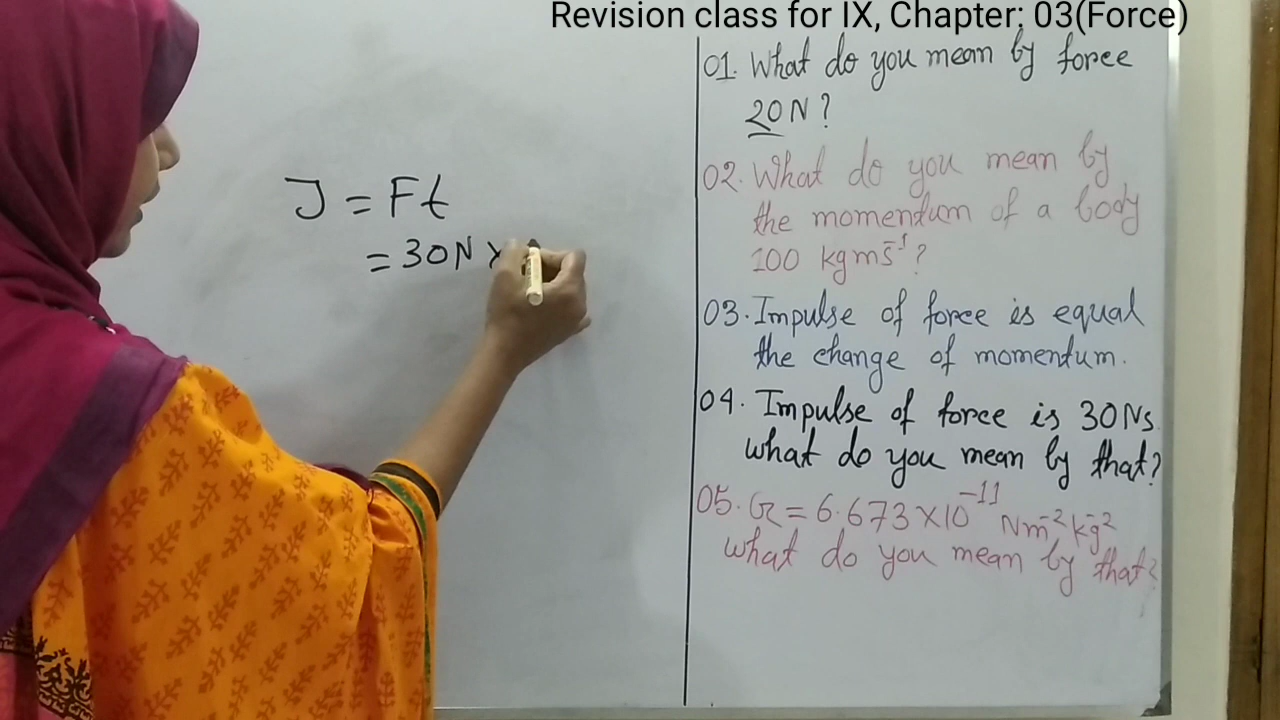 Revision class for IX, Chapter: 03(Force)
J = Ft
= 30N ×
01. What do you mean by force
20N?
02. What do you mean by
the momentum of a body
100 kgms⁻¹?
03. Impulse of force is equal
the change of momentum.
04. Impulse of force is 30Ns
what do you mean by that?
05. G = 6.673×10⁻¹¹ Nm⁻²kg⁻²
what do you mean by that?